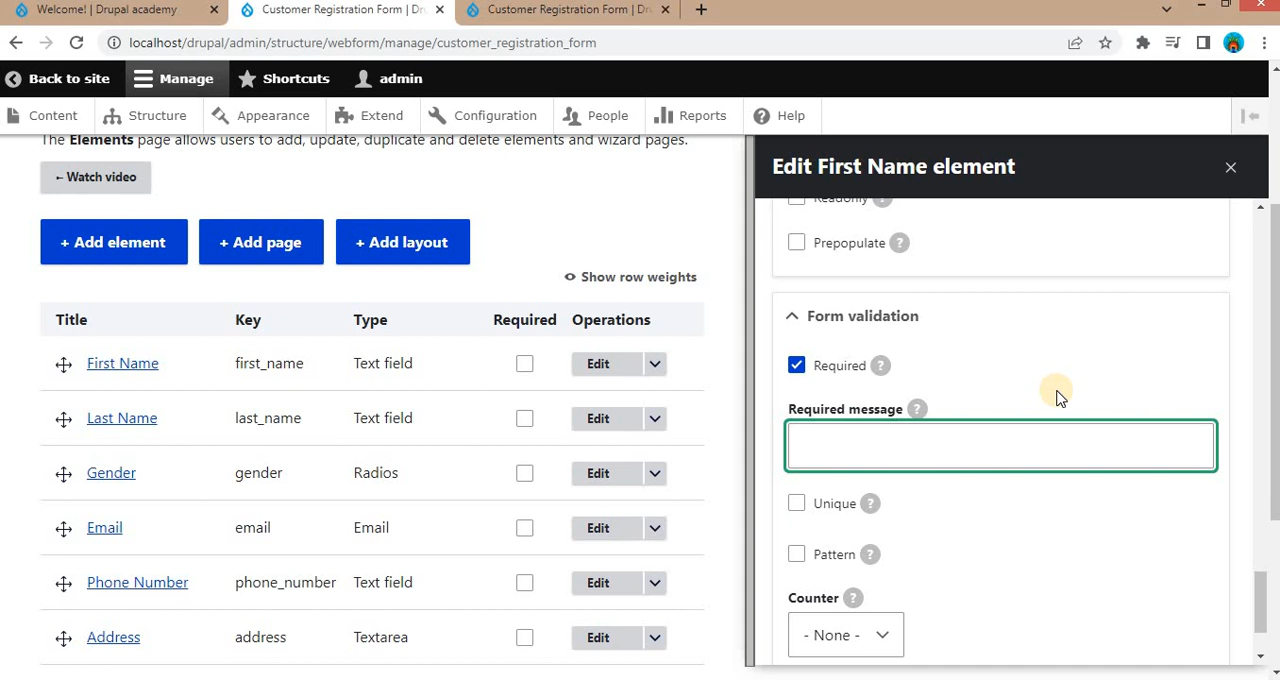 Welcome! | Drupal academy
Customer Registration Form | Dr
Customer Registration Form | Dr
localhost/drupal/admin/structure/webform/manage/customer_registration_form
Back to site
Manage
Shortcuts
admin
Content
Structure
Appearance
Extend
Configuration
People
Reports
Help
The Elements page allows users to add, update, duplicate and delete elements and wizard pages.
Watch video
+ Add element
+ Add page
+ Add layout
Show row weights
Title Key Type Required Operations
First Name first_name Text field Edit
Last Name last_name Text field Edit
Gender gender Radios Edit
Email email Email Edit
Phone Number phone_number Text field Edit
Address address Textarea Edit
Edit First Name element
Readonly ?
Prepopulate ?
Form validation
Required ?
Required message ?
Unique ?
Pattern ?
Counter ?
- None -